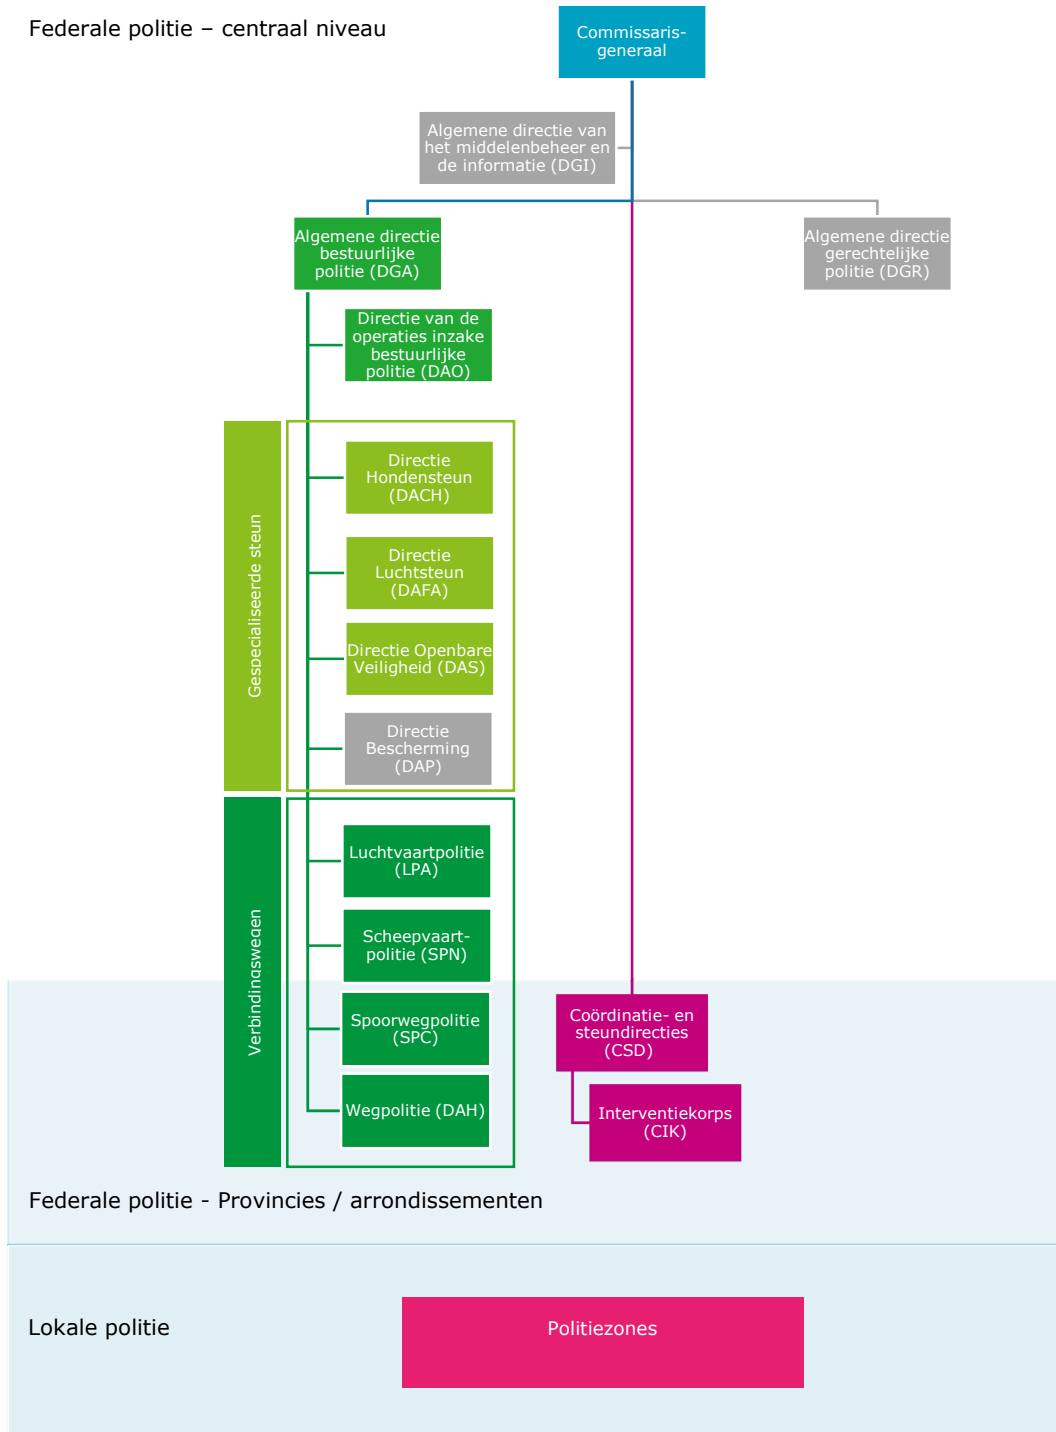 Federale politie – centraal niveau
Commissaris-
generaal
Algemene directie van
het middelenbeheer en
de informatie (DGI)
Algemene directie
bestuurlijke
politie (DGA)
Algemene directie
gerechtelijke
politie (DGR)
Directie van de
operaties inzake
bestuurlijke
politie (DAO)
Gespecialiseerde steun
Directie
Hondensteun
(DACH)
Directie
Luchtsteun
(DAFA)
Directie Openbare
Veiligheid (DAS)
Directie
Bescherming
(DAP)
Verbindingswegen
Luchtvaartpolitie
(LPA)
Scheepvaart-
politie (SPN)
Spoorwegpolitie
(SPC)
Wegpolitie (DAH)
Coördinatie- en
steundirecties
(CSD)
Interventiekorps
(CIK)
Federale politie - Provincies / arrondissementen
Lokale politie
Politiezones